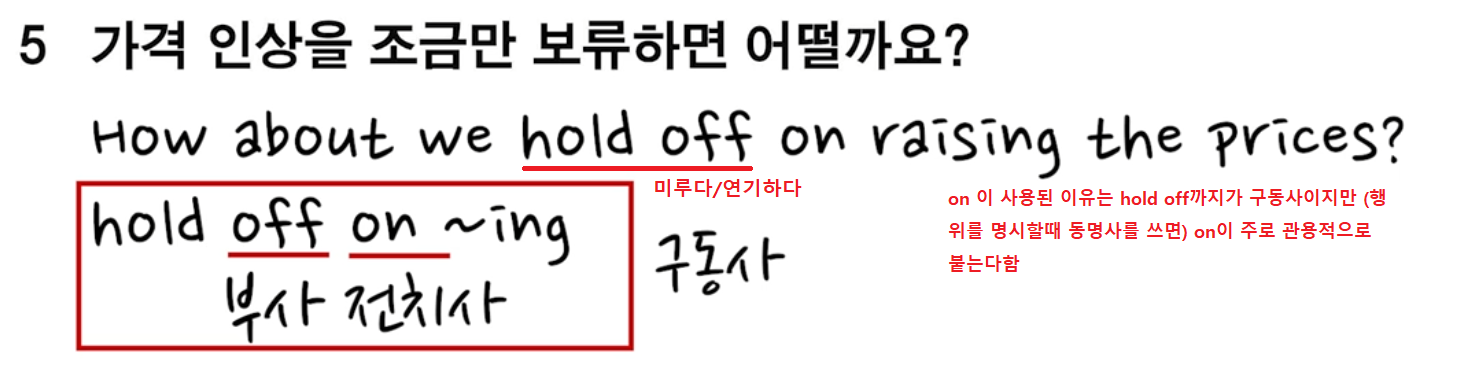 5 가격 인상을 조금만 보류하면 어떨까요?
How about we hold off on raising the prices?
미루다/연기하다
hold off on ~ing
부사 전치사
구동사
on 이 사용된 이유는 hold off까지가 구동사이지만 (행
위를 명시할때 동명사를 쓰면) on이 주로 관용적으로
붙는다함